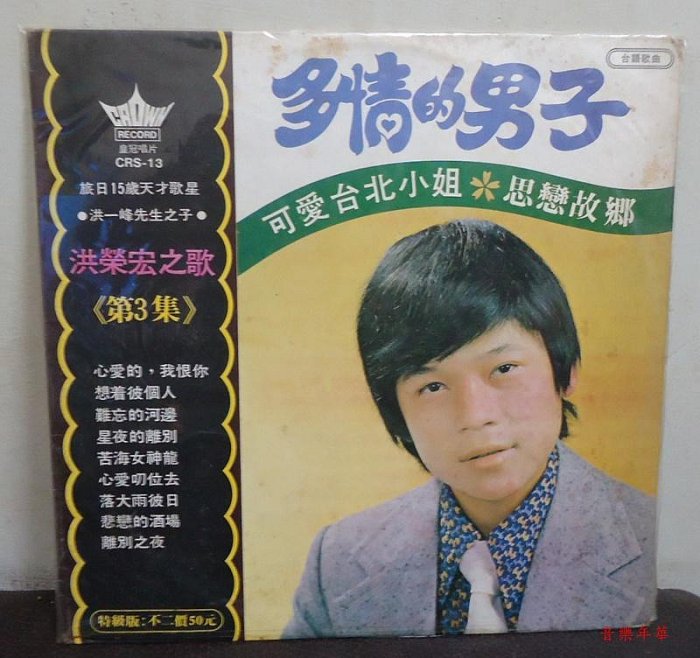 CROWN
RECORD
皇冠唱片
CRS-13
旅日15歲天才歌星
●洪一峰先生之子●
洪榮宏之歌
《第3集》
心愛的,我恨你
想着彼個人
難忘的河邊
星夜的離別
苦海女神龍
心愛叨位去
落大雨彼日
悲戀的酒場
離別之夜
特級版:不二價50元
台語歌曲
多情的男子
可愛台北小姐 思戀故鄉
音樂年華